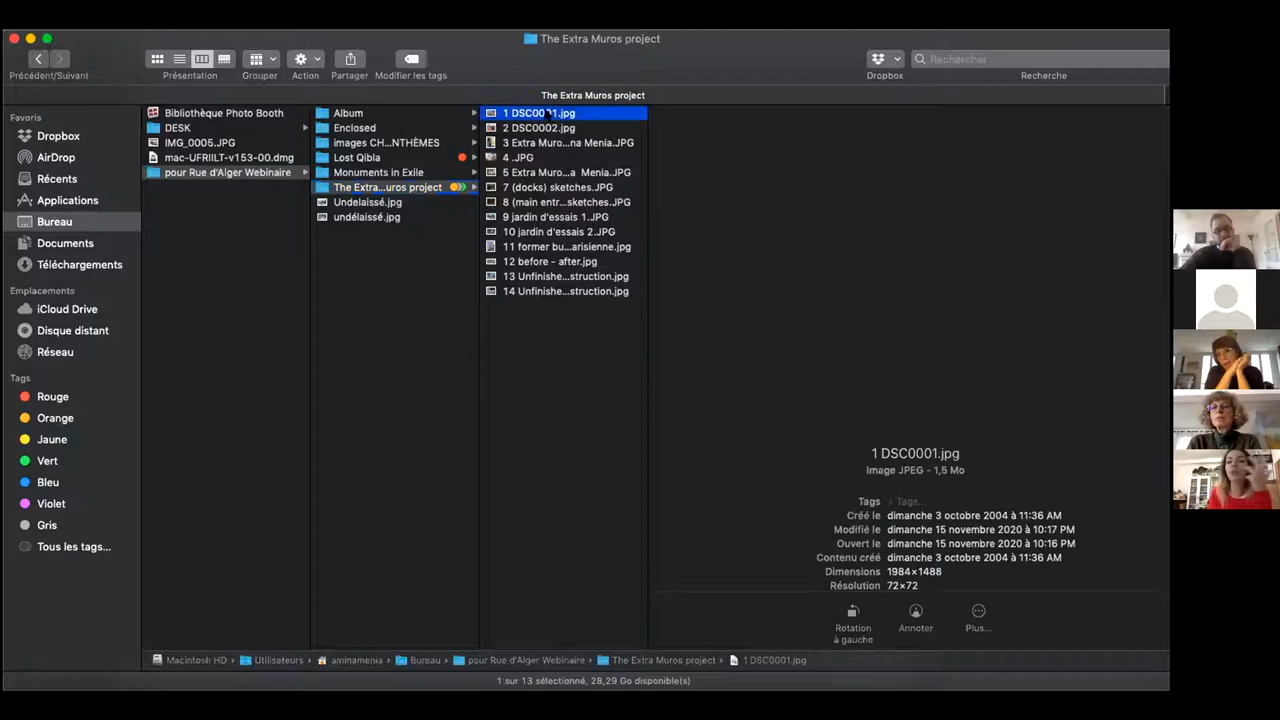 The Extra Muros project
Précédent/Suivant
Présentation
Grouper
Action
Partager
Modifier les tags
Dropbox
Rechercher
Recherche
The Extra Muros project
Favoris
Dropbox
AirDrop
Récents
Applications
Bureau
Documents
Téléchargements
Emplacements
iCloud Drive
Disque distant
Réseau
Tags
Rouge
Orange
Jaune
Vert
Bleu
Violet
Gris
Tous les tags...
Bibliothèque Photo Booth
DESK
IMG_0005.JPG
mac-UFRIILT-v153-00.dmg
pour Rue d'Alger Webinaire
Album
Enclosed
images CH...NTHÈMES
Lost Qibla
Monuments in Exile
The Extra...uros project
Undelaissé.jpg
undélaissé.jpg
1 DSC0001.jpg
2 DSC0002.jpg
3 Extra Muro...na Menia.JPG
4 .JPG
5 Extra Muro...a Menia.JPG
7 (docks) sketches.JPG
8 (main entr...sketches.JPG
9 jardin d'essais 1.JPG
10 jardin d'essais 2.JPG
11 former bu...arisienne.jpg
12 before - after.jpg
13 Unfinishe...struction.jpg
14 Unfinishe...struction.jpg
1 DSC0001.jpg
Image JPEG - 1,5 Mo
Tags + Tags...
Créé le dimanche 3 octobre 2004 à 11:36 AM
Modifié le dimanche 15 novembre 2020 à 10:17 PM
Ouvert le dimanche 15 novembre 2020 à 10:16 PM
Contenu créé dimanche 3 octobre 2004 à 11:36 AM
Dimensions 1984×1488
Résolution 72×72
Rotation
à gauche
Annoter
Plus...
Macintosh HD › Utilisateurs › aminamenia › Bureau › pour Rue d'Alger Webinaire › The Extra Muros project › 1 DSC0001.jpg
1 sur 13 sélectionné, 28,29 Go disponible(s)